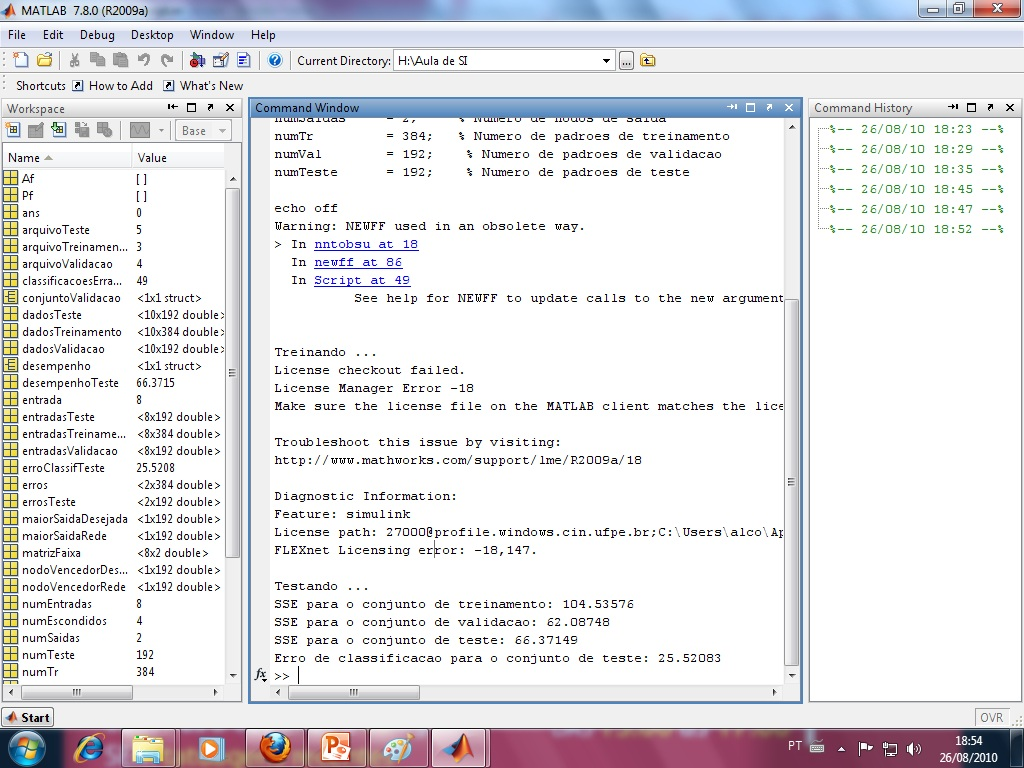 MATLAB 7.8.0 (R2009a)
File Edit Debug Desktop Window Help
Current Directory: H:\Aula de SI
Shortcuts How to Add What's New
Workspace
Base
Name Value
Af [ ]
Pf [ ]
ans 0
arquivoTeste 5
arquivoTreinamen... 3
arquivoValidacao 4
classificacoesErra... 49
conjuntoValidacao <1x1 struct>
dadosTeste <10x192 double>
dadosTreinamento <10x384 double>
dadosValidacao <10x192 double>
desempenho <1x1 struct>
desempenhoTeste 66.3715
entrada 8
entradasTeste <8x192 double>
entradasTreiname... <8x384 double>
entradasValidacao <8x192 double>
erroClassifTeste 25.5208
erros <2x384 double>
errosTeste <2x192 double>
maiorSaidaDesejada <1x192 double>
maiorSaidaRede <1x192 double>
matrizFaixa <8x2 double>
nodoVencedorDes... <1x192 double>
nodoVencedorRede <1x192 double>
numEntradas 8
numEscondidos 4
numSaidas 2
numTeste 192
numTr 384
Command Window
numSaidas = 2; % Numero de nodos de saida
numTr = 384; % Numero de padroes de treinamento
numVal = 192; % Numero de padroes de validacao
numTeste = 192; % Numero de padroes de teste
echo off
Warning: NEWFF used in an obsolete way.
> In nntobsu at 18
In newff at 86
In Script at 49
See help for NEWFF to update calls to the new argument
Treinando ...
License checkout failed.
License Manager Error -18
Make sure the license file on the MATLAB client matches the lice
Troubleshoot this issue by visiting:
http://www.mathworks.com/support/lme/R2009a/18
Diagnostic Information:
Feature: simulink
License path: 27000@profile.windows.cin.ufpe.br;C:\Users\alco\Ap
FLEXnet Licensing error: -18,147.
Testando ...
SSE para o conjunto de treinamento: 104.53576
SSE para o conjunto de validacao: 62.08748
SSE para o conjunto de teste: 66.37149
Erro de classificacao para o conjunto de teste: 25.52083
fx >>
Command History
%-- 26/08/10 18:23 --%
%-- 26/08/10 18:29 --%
%-- 26/08/10 18:35 --%
%-- 26/08/10 18:45 --%
%-- 26/08/10 18:47 --%
%-- 26/08/10 18:52 --%
Start
OVR
PT
18:54
26/08/2010